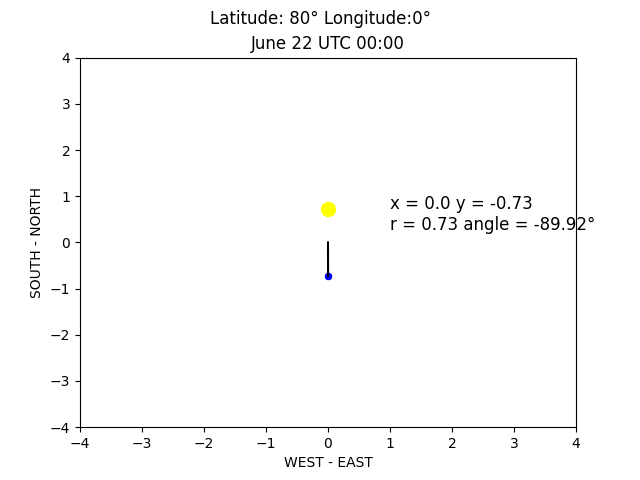 Latitude: 80° Longitude:0°
June 22 UTC 00:00
4
3
2
1
0
−1
−2
−3
−4
SOUTH - NORTH
x = 0.0 y = -0.73
r = 0.73 angle = -89.92°
−4 −3 −2 −1 0 1 2 3 4
WEST - EAST